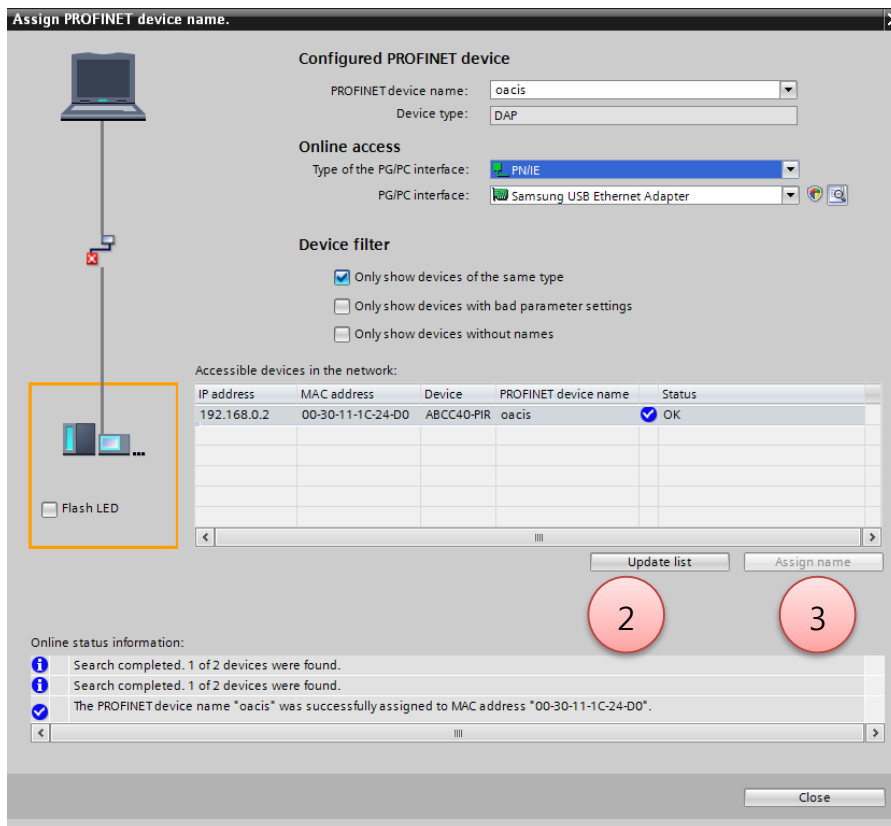 Assign PROFINET device name.
Configured PROFINET device
PROFINET device name: oacis
Device type: DAP
Online access
Type of the PG/PC interface: PN/IE
PG/PC interface: Samsung USB Ethernet Adapter
Device filter
Only show devices of the same type
Only show devices with bad parameter settings
Only show devices without names
Accessible devices in the network:
IP address MAC address Device PROFINET device name Status
192.168.0.2 00-30-11-1C-24-D0 ABCC40-PIR oacis OK
...
Flash LED
Update list Assign name
2 3
Online status information:
Search completed. 1 of 2 devices were found.
Search completed. 1 of 2 devices were found.
The PROFINET device name "oacis" was successfully assigned to MAC address "00-30-11-1C-24-D0".
Close